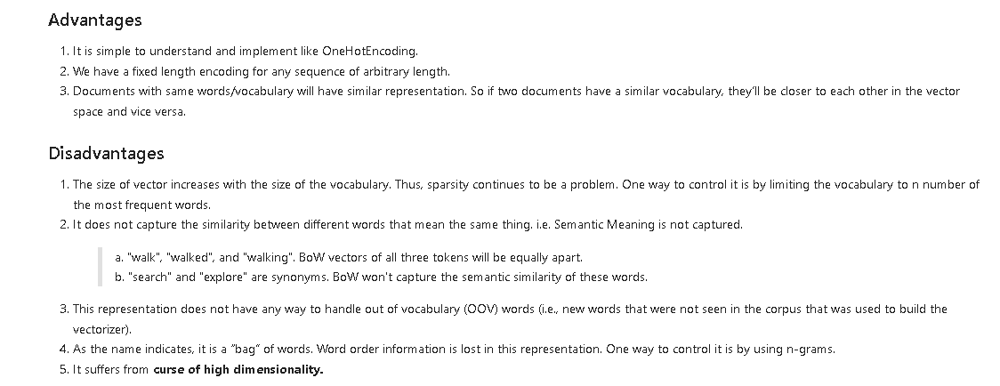 Advantages
1. It is simple to understand and implement like OneHotEncoding.
2. We have a fixed length encoding for any sequence of arbitrary length.
3. Documents with same words/vocabulary will have similar representation. So if two documents have a similar vocabulary, they'll be closer to each other in the vector
space and vice versa.
Disadvantages
1. The size of vector increases with the size of the vocabulary. Thus, sparsity continues to be a problem. One way to control it is by limiting the vocabulary to n number of
the most frequent words.
2. It does not capture the similarity between different words that mean the same thing. i.e. Semantic Meaning is not captured.
a. "walk", "walked", and "walking". BoW vectors of all three tokens will be equally apart.
b. "search" and "explore" are synonyms. BoW won't capture the semantic similarity of these words.
3. This representation does not have any way to handle out of vocabulary (OOV) words (i.e., new words that were not seen in the corpus that was used to build the
vectorizer).
4. As the name indicates, it is a "bag" of words. Word order information is lost in this representation. One way to control it is by using n-grams.
5. It suffers from curse of high dimensionality.